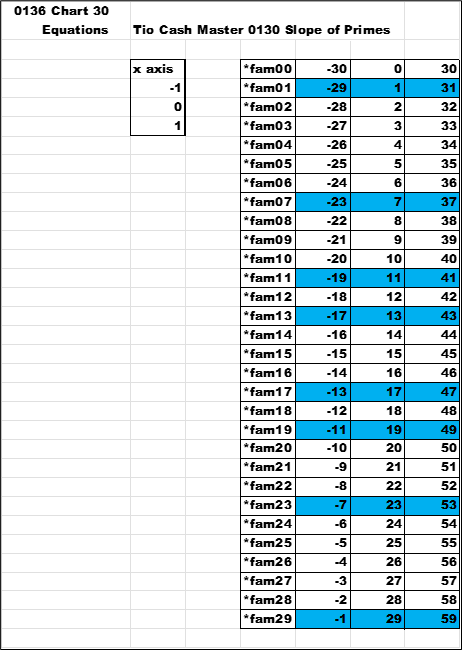 0136 Chart 30
Equations Tio Cash Master 0130 Slope of Primes
x axis *fam00 -30 0 30
-1 *fam01 -29 1 31
0 *fam02 -28 2 32
1 *fam03 -27 3 33
*fam04 -26 4 34
*fam05 -25 5 35
*fam06 -24 6 36
*fam07 -23 7 37
*fam08 -22 8 38
*fam09 -21 9 39
*fam10 -20 10 40
*fam11 -19 11 41
*fam12 -18 12 42
*fam13 -17 13 43
*fam14 -16 14 44
*fam15 -15 15 45
*fam16 -14 16 46
*fam17 -13 17 47
*fam18 -12 18 48
*fam19 -11 19 49
*fam20 -10 20 50
*fam21 -9 21 51
*fam22 -8 22 52
*fam23 -7 23 53
*fam24 -6 24 54
*fam25 -5 25 55
*fam26 -4 26 56
*fam27 -3 27 57
*fam28 -2 28 58
*fam29 -1 29 59